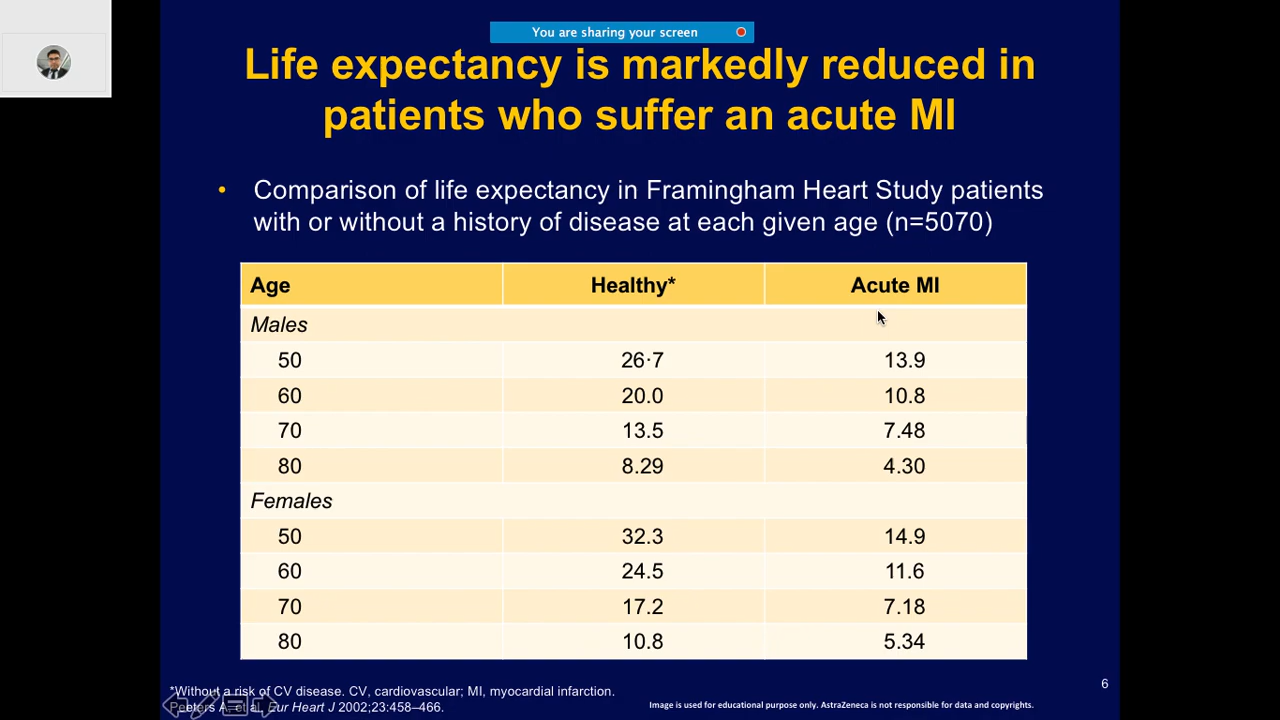 You are sharing your screen
Life expectancy is markedly reduced in
patients who suffer an acute MI
• Comparison of life expectancy in Framingham Heart Study patients
with or without a history of disease at each given age (n=5070)
Age Healthy* Acute MI
Males
50 26·7 13.9
60 20.0 10.8
70 13.5 7.48
80 8.29 4.30
Females
50 32.3 14.9
60 24.5 11.6
70 17.2 7.18
80 10.8 5.34
*Without a risk of CV disease. CV, cardiovascular; MI, myocardial infarction.
Peeters A, et al. Eur Heart J 2002;23:458–466.
Image is used for educational purpose only. AstraZeneca is not responsible for data and copyrights.
6